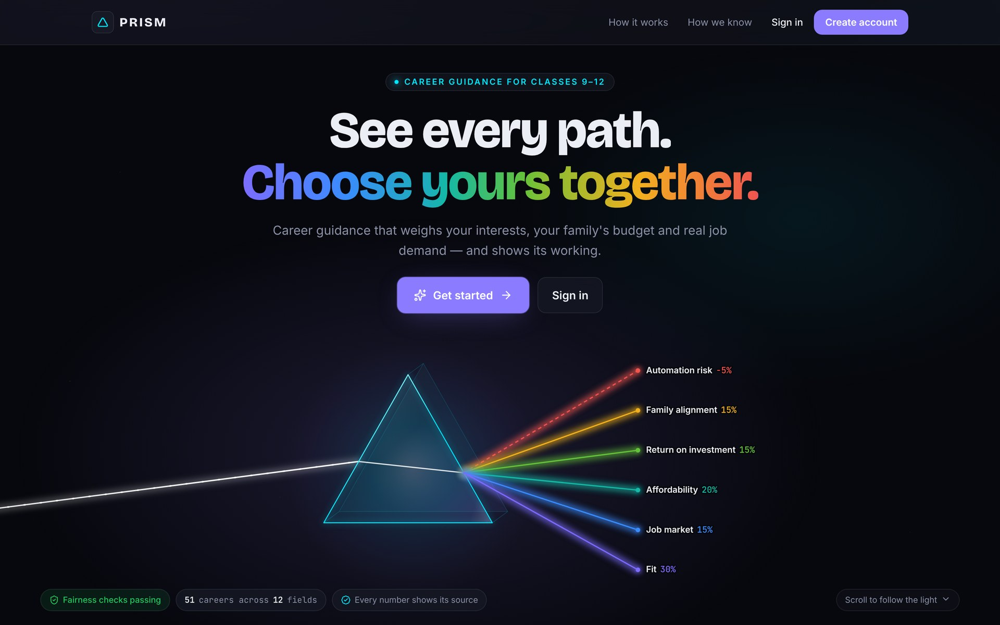 PRISM
How it works
How we know
Sign in
Create account
CAREER GUIDANCE FOR CLASSES 9–12
See every path.
Choose yours together.
Career guidance that weighs your interests, your family's budget and real job
demand — and shows its working.
Get started
Sign in
Automation risk -5%
Family alignment 15%
Return on investment 15%
Affordability 20%
Job market 15%
Fit 30%
Fairness checks passing
51 careers across 12 fields
Every number shows its source
Scroll to follow the light